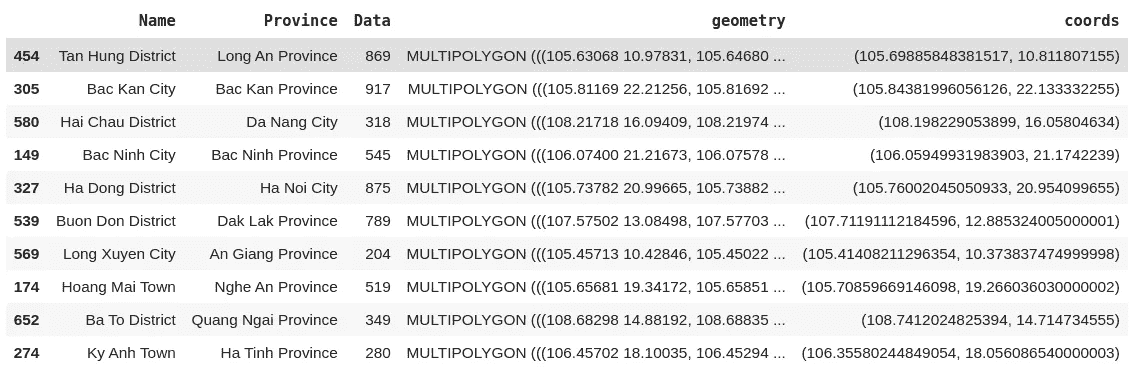 Name Province Data geometry coords
454 Tan Hung District Long An Province 869 MULTIPOLYGON (((105.63068 10.97831, 105.64680 ... (105.69885848381517, 10.811807155)
305 Bac Kan City Bac Kan Province 917 MULTIPOLYGON (((105.81169 22.21256, 105.81692 ... (105.84381996056126, 22.133332255)
580 Hai Chau District Da Nang City 318 MULTIPOLYGON (((108.21718 16.09409, 108.21974 ... (108.198229053899, 16.05804634)
149 Bac Ninh City Bac Ninh Province 545 MULTIPOLYGON (((106.07400 21.21673, 106.07578 ... (106.05949931983903, 21.1742239)
327 Ha Dong District Ha Noi City 875 MULTIPOLYGON (((105.73782 20.99665, 105.73882 ... (105.76002045050933, 20.954099655)
539 Buon Don District Dak Lak Province 789 MULTIPOLYGON (((107.57502 13.08498, 107.57703 ... (107.71191112184596, 12.885324005000001)
569 Long Xuyen City An Giang Province 204 MULTIPOLYGON (((105.45713 10.42846, 105.45022 ... (105.41408211296354, 10.373837474999998)
174 Hoang Mai Town Nghe An Province 519 MULTIPOLYGON (((105.65681 19.34172, 105.65851 ... (105.70859669146098, 19.266036030000002)
652 Ba To District Quang Ngai Province 349 MULTIPOLYGON (((108.68298 14.88192, 108.68835 ... (108.7412024825394, 14.714734555)
274 Ky Anh Town Ha Tinh Province 280 MULTIPOLYGON (((106.45702 18.10035, 106.45294 ... (106.35580244849054, 18.056086540000003)